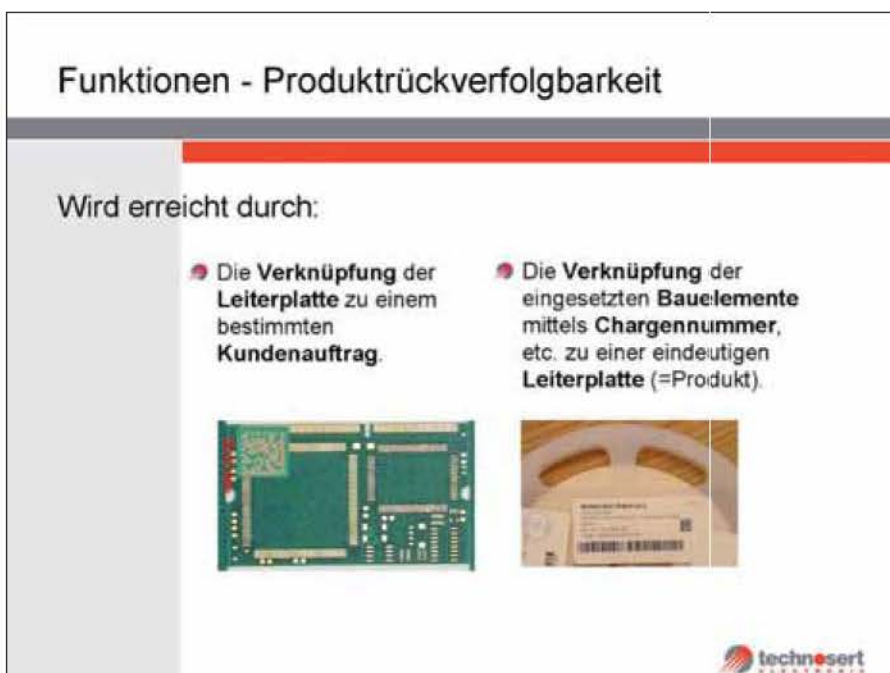 Funktionen - Produktrückverfolgbarkeit
Wird erreicht durch:
Die Verknüpfung der
Leiterplatte zu einem
bestimmten
Kundenauftrag.
Die Verknüpfung der
eingesetzten Bauelemente
mittels Chargennummer,
etc. zu einer eindeutigen
Leiterplatte (=Produkt).
technosert
ELECTRONIC